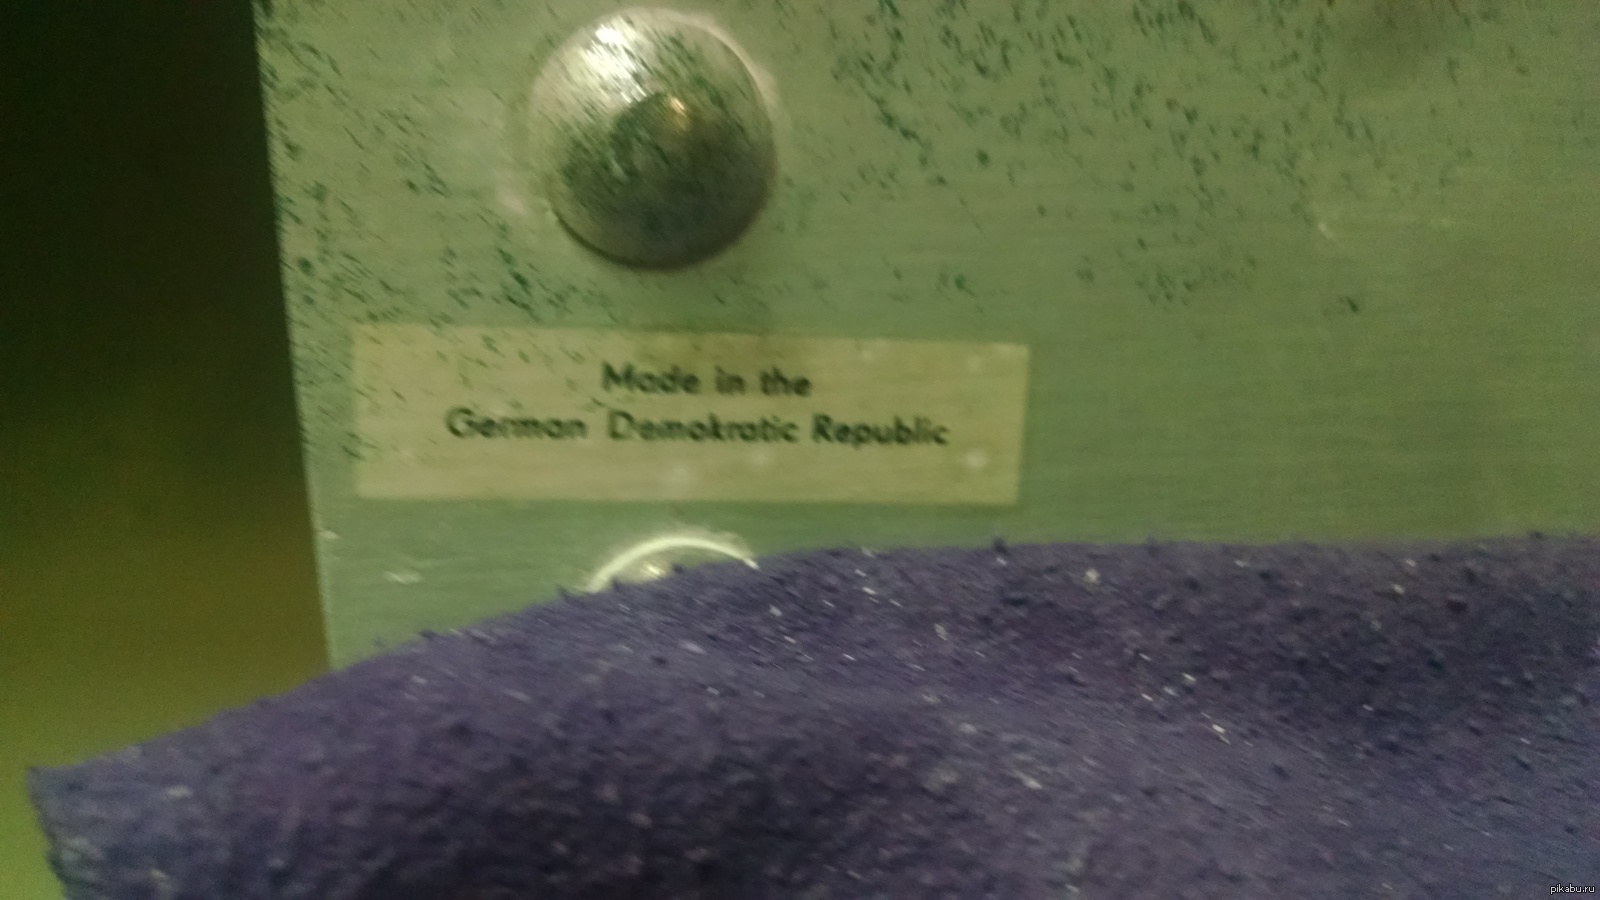 Made in the
German Demokratic Republic
pikabu.ru